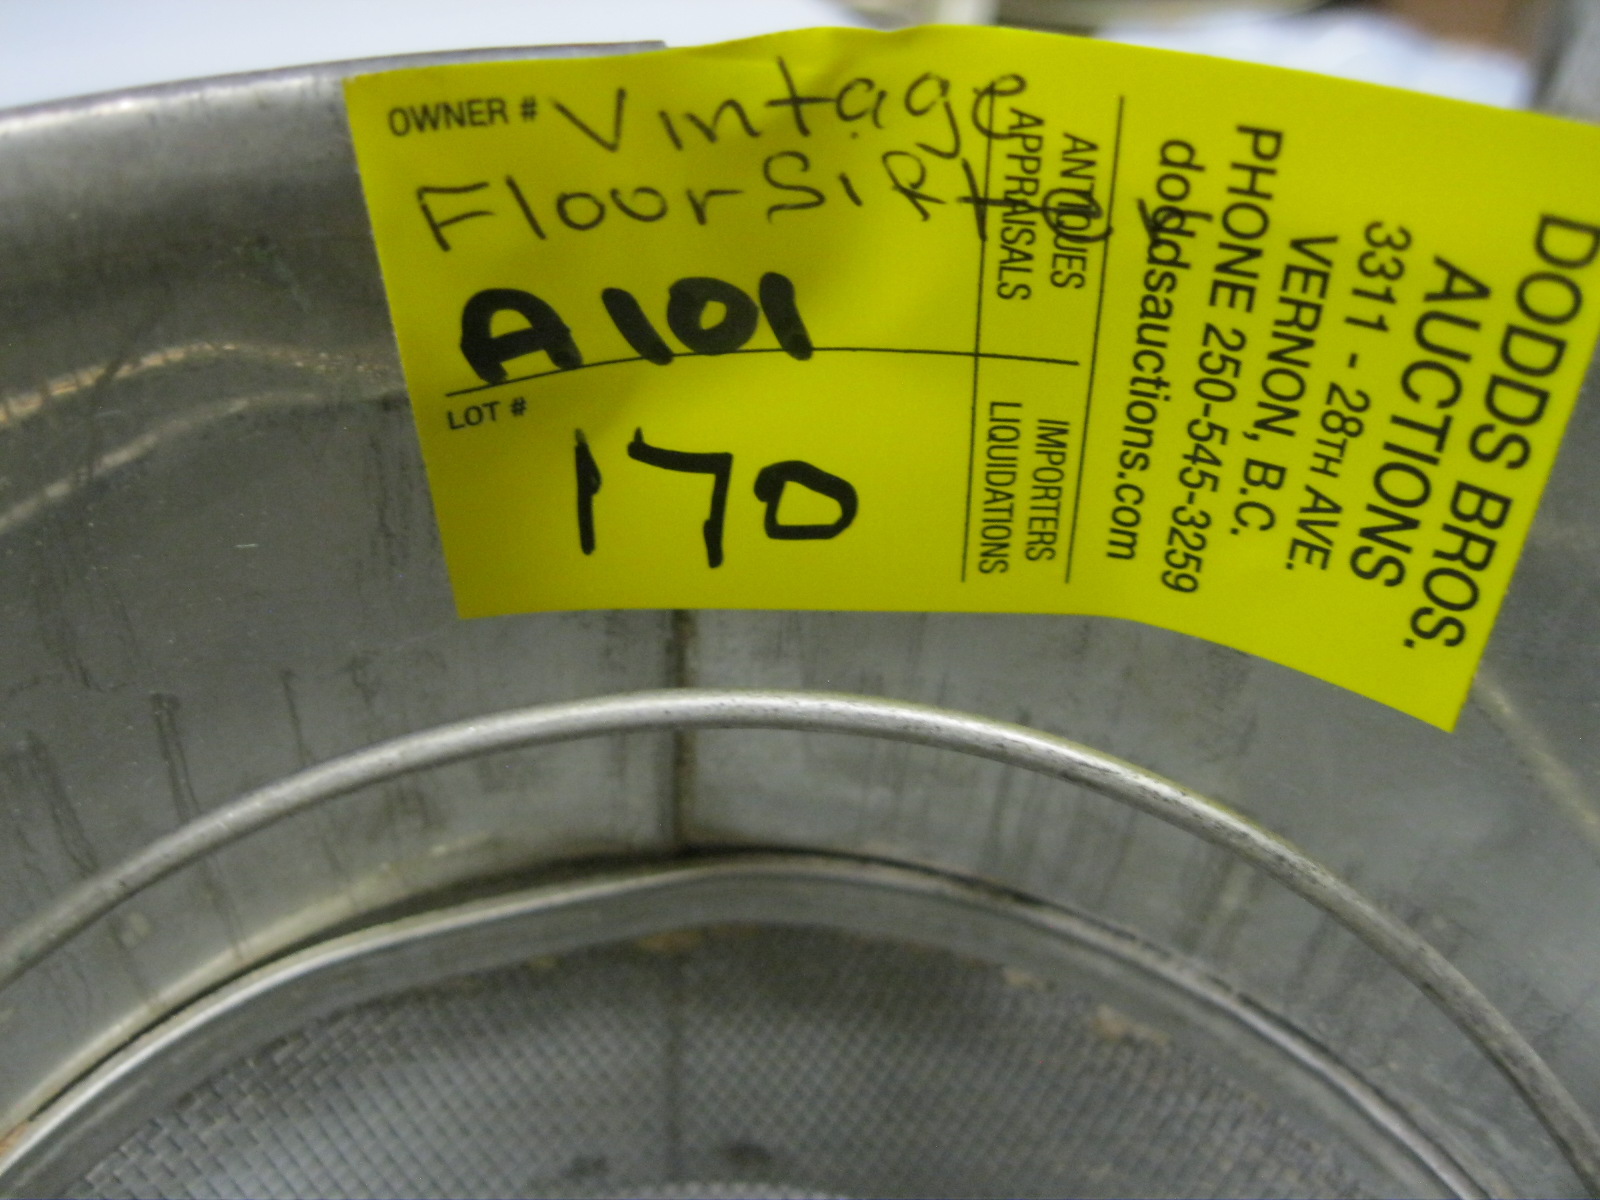 OWNER # Vintage
Floor Sifter
A101
LOT #
170
ANTIQUES
APPRAISALS
IMPORTERS
LIQUIDATIONS
DODDS BROS.
AUCTIONS
3311 - 28TH AVE.
VERNON, B.C.
PHONE 250-545-3259
doddsauctions.com